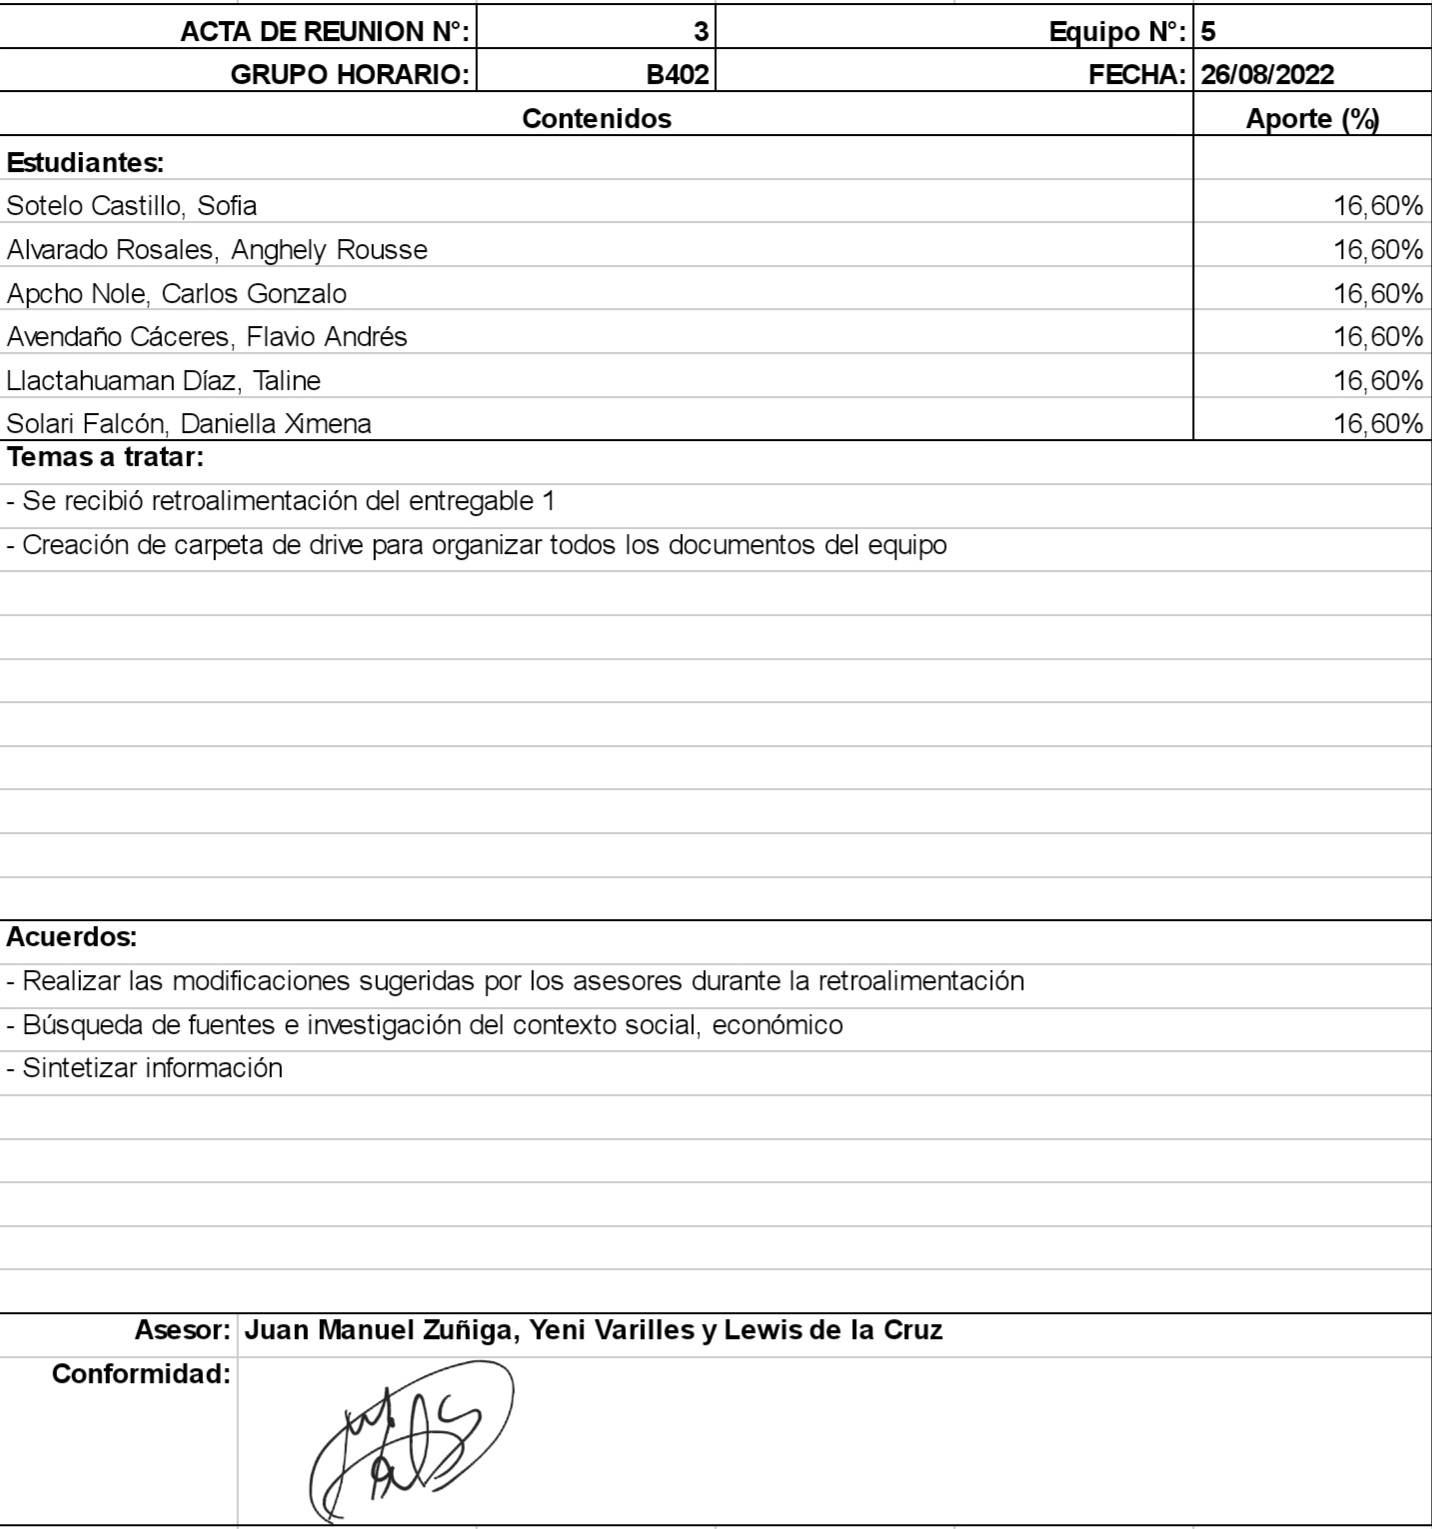 ACTA DE REUNION N°: 3 Equipo N°: 5
GRUPO HORARIO: B402 FECHA: 26/08/2022
Contenidos Aporte (%)
Estudiantes:
Sotelo Castillo, Sofia 16,60%
Alvarado Rosales, Anghely Rousse 16,60%
Apcho Nole, Carlos Gonzalo 16,60%
Avendaño Cáceres, Flavio Andrés 16,60%
Llactahuaman Díaz, Taline 16,60%
Solari Falcón, Daniella Ximena 16,60%
Temas a tratar:
- Se recibió retroalimentación del entregable 1
- Creación de carpeta de drive para organizar todos los documentos del equipo
Acuerdos:
- Realizar las modificaciones sugeridas por los asesores durante la retroalimentación
- Búsqueda de fuentes e investigación del contexto social, económico
- Sintetizar información
Asesor: Juan Manuel Zuñiga, Yeni Varilles y Lewis de la Cruz
Conformidad: